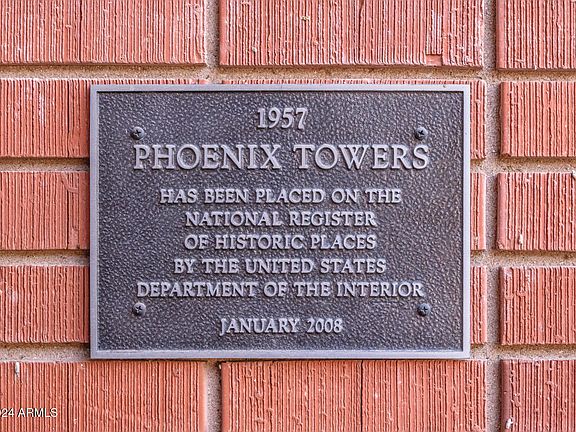 1957
PHOENIX TOWERS
HAS BEEN PLACED ON THE
NATIONAL REGISTER
OF HISTORIC PLACES
BY THE UNITED STATES
DEPARTMENT OF THE INTERIOR
JANUARY 2008
24 ARMLS